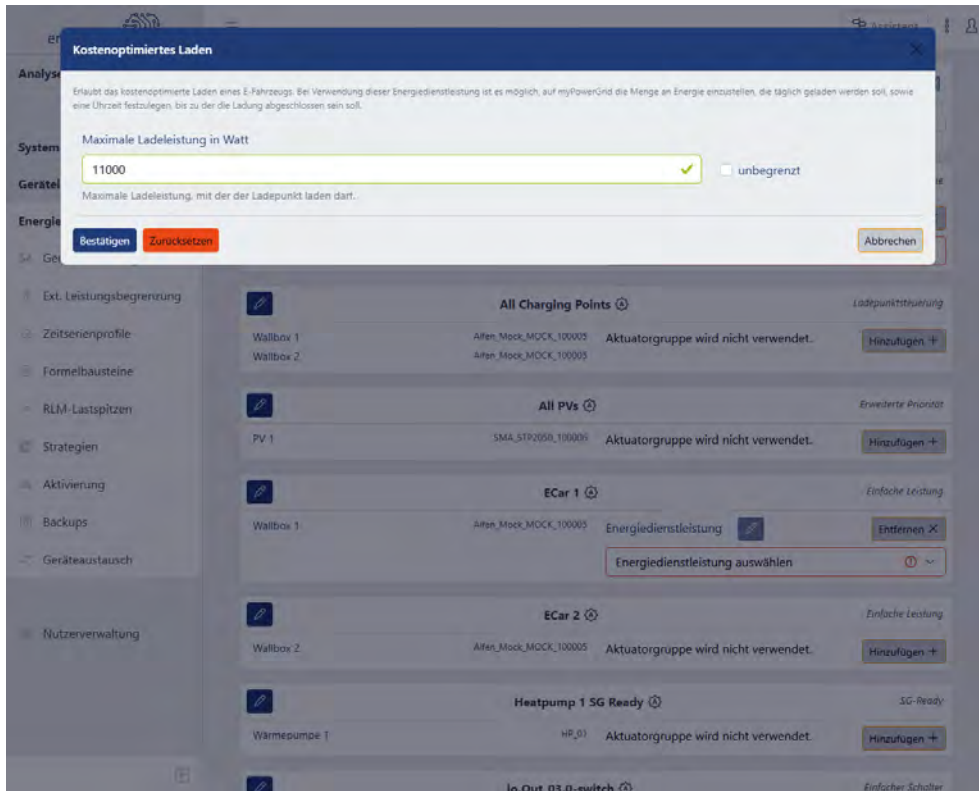 Assistent
Kostenoptimiertes Laden
Erlaubt das kostenoptimierte Laden eines E-Fahrzeugs. Bei Verwendung dieser Energiedienstleistung ist es möglich, auf myPowerGrid die Menge an Energie einzustellen, die täglich geladen werden soll, sowie
eine Uhrzeit festzulegen, bis zu der die Ladung abgeschlossen sein soll.
Maximale Ladeleistung in Watt
11000
unbegrenzt
Maximale Ladeleistung, mit der der Ladepunkt laden darf.
Bestätigen
Zurücksetzen
Abbrechen
System
Ext. Leistungsbegrenzung
Zeitserienprofile
Formelbausteine
RLM-Lastspitzen
Strategien
Aktivierung
Backups
Geräteaustausch
Nutzerverwaltung
All Charging Points
Ladepunktsteuerung
Wallbox 1
Alfen_Mock_MOCK_100005
Aktuatorgruppe wird nicht verwendet.
Hinzufügen +
Wallbox 2
Alfen_Mock_MOCK_100005
All PVs
Erweiterte Priorität
PV 1
Aktuatorgruppe wird nicht verwendet.
Hinzufügen +
ECar 1
Einfache Leistung
Wallbox 1
Alfen_Mock_MOCK_100005
Energiedienstleistung
Entfernen ×
Energiedienstleistung auswählen
ECar 2
Einfache Leistung
Wallbox 2
Alfen_Mock_MOCK_100005
Aktuatorgruppe wird nicht verwendet.
Hinzufügen +
Heatpump 1 SG Ready
SG-Ready
Wärmepumpe 1
HP_01
Aktuatorgruppe wird nicht verwendet.
Hinzufügen +
Einfacher Schalter